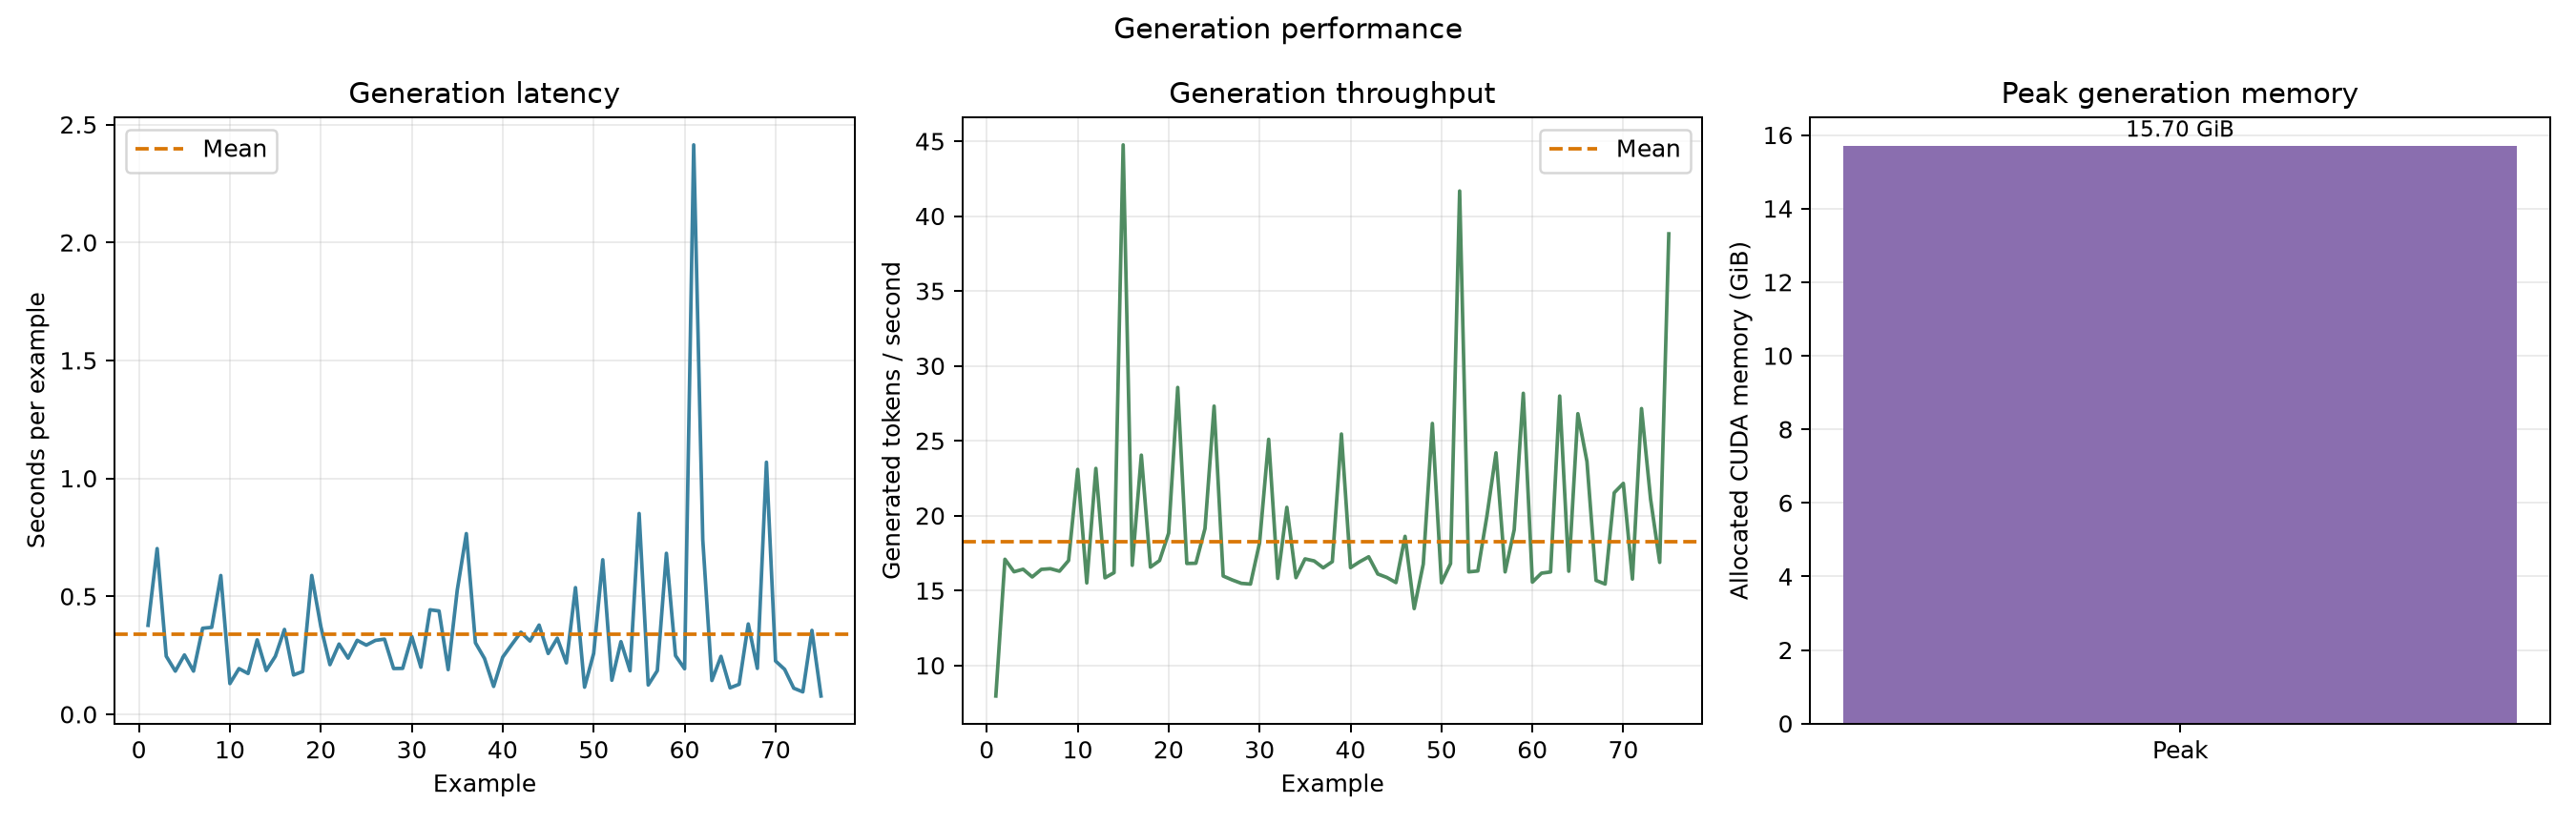 Generation performance
Generation latency
Seconds per example
2.5
2.0
1.5
1.0
0.5
0.0
Mean
0 10 20 30 40 50 60 70
Example
Generation throughput
Generated tokens / second
45
40
35
30
25
20
15
10
Mean
0 10 20 30 40 50 60 70
Example
Peak generation memory
Allocated CUDA memory (GiB)
16
14
12
10
8
6
4
2
0
15.70 GiB
Peak